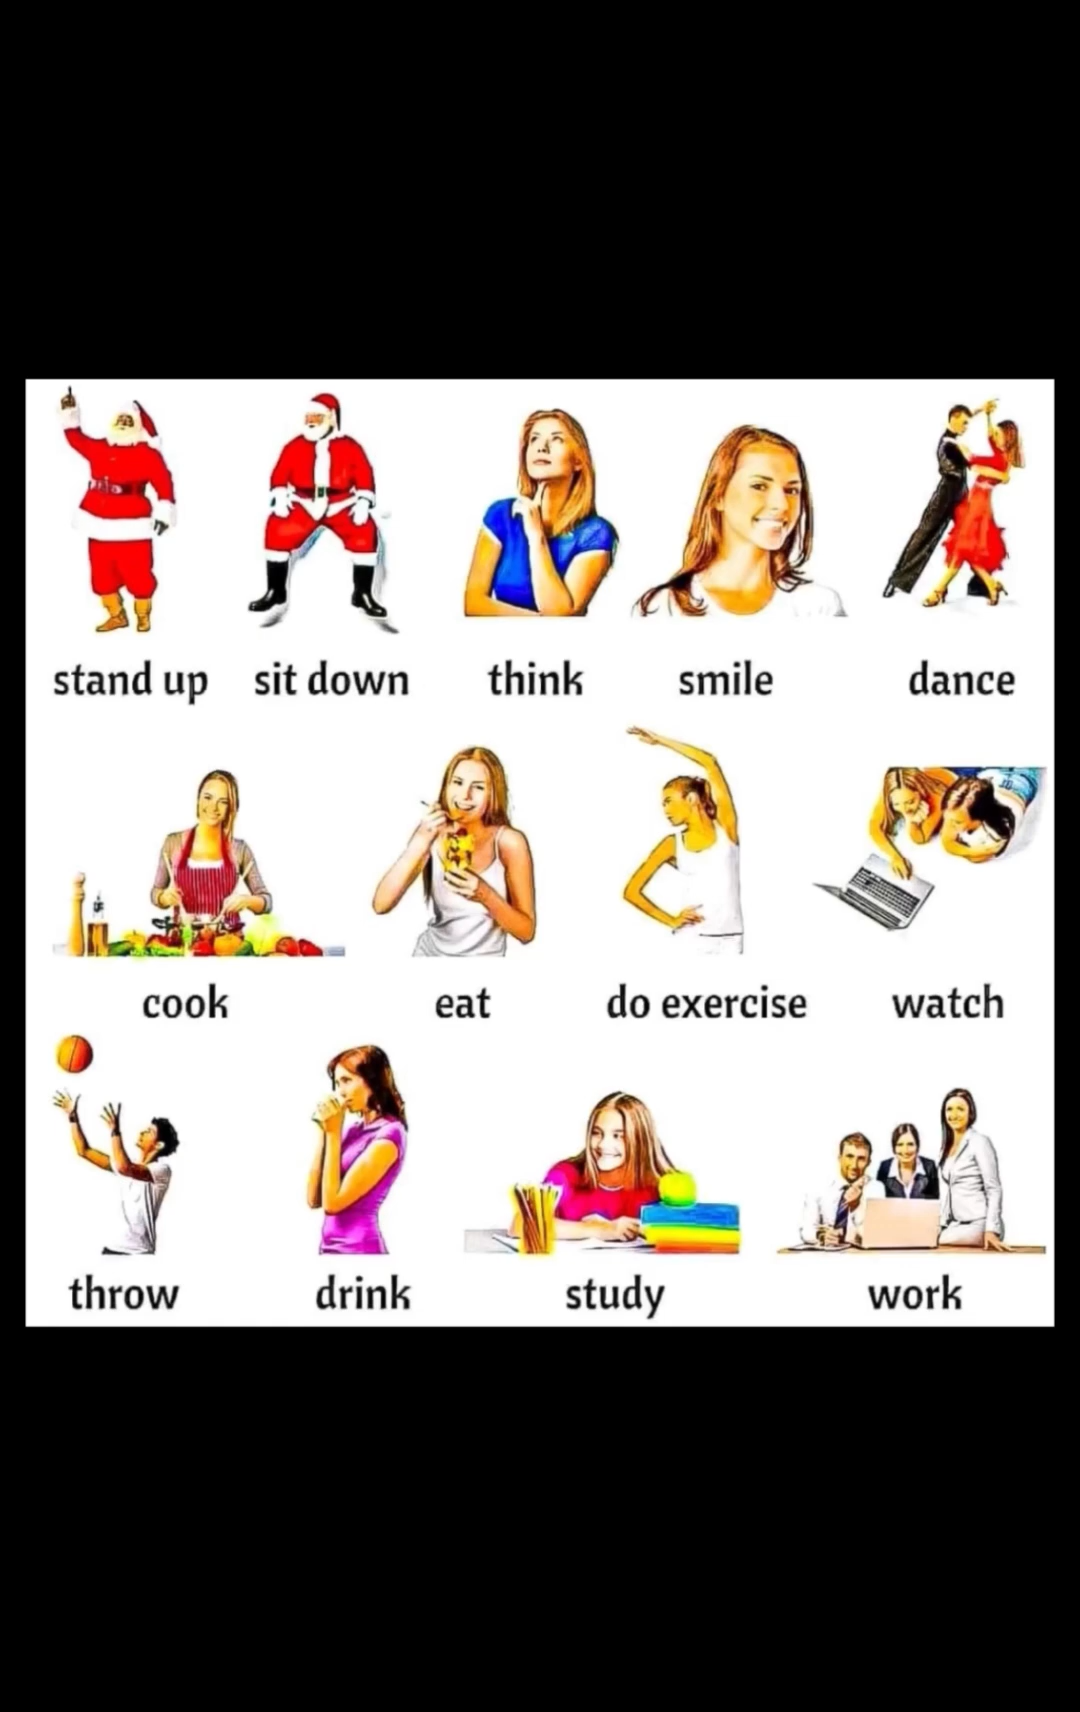 stand up sit down think smile dance
cook eat do exercise watch
throw drink study work